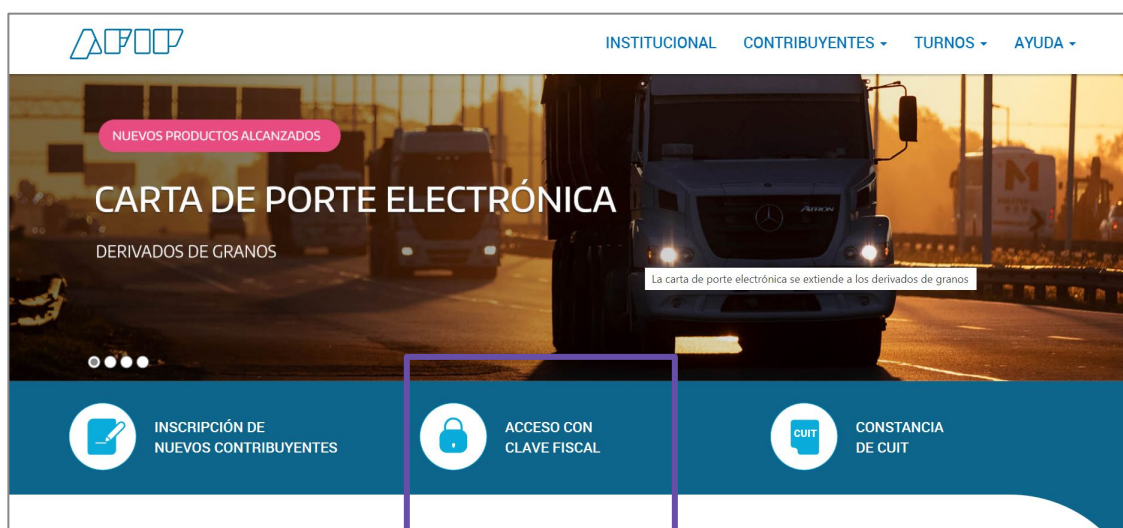 AFIP
INSTITUCIONAL CONTRIBUYENTES TURNOS AYUDA
NUEVOS PRODUCTOS ALCANZADOS
CARTA DE PORTE ELECTRÓNICA
DERIVADOS DE GRANOS
La carta de porte electrónica se extiende a los derivados de granos
INSCRIPCIÓN DE
NUEVOS CONTRIBUYENTES
ACCESO CON
CLAVE FISCAL
CUIT
CONSTANCIA
DE CUIT